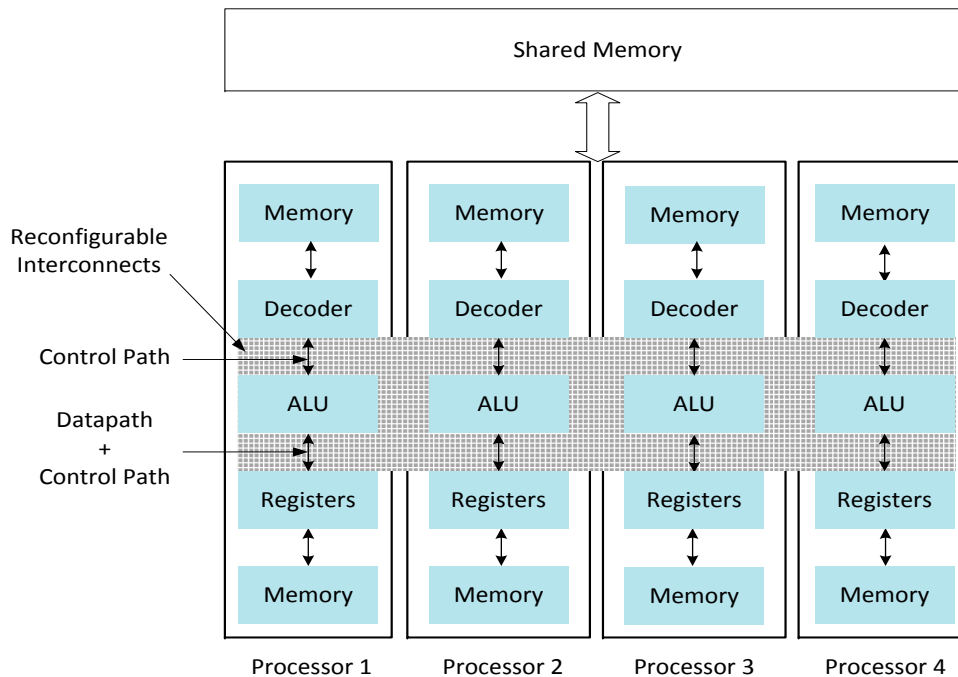 Shared Memory
Memory Memory Memory Memory
Reconfigurable
Interconnects
Decoder Decoder Decoder Decoder
Control Path
ALU ALU ALU ALU
Datapath
+
Control Path
Registers Registers Registers Registers
Memory Memory Memory Memory
Processor 1 Processor 2 Processor 3 Processor 4